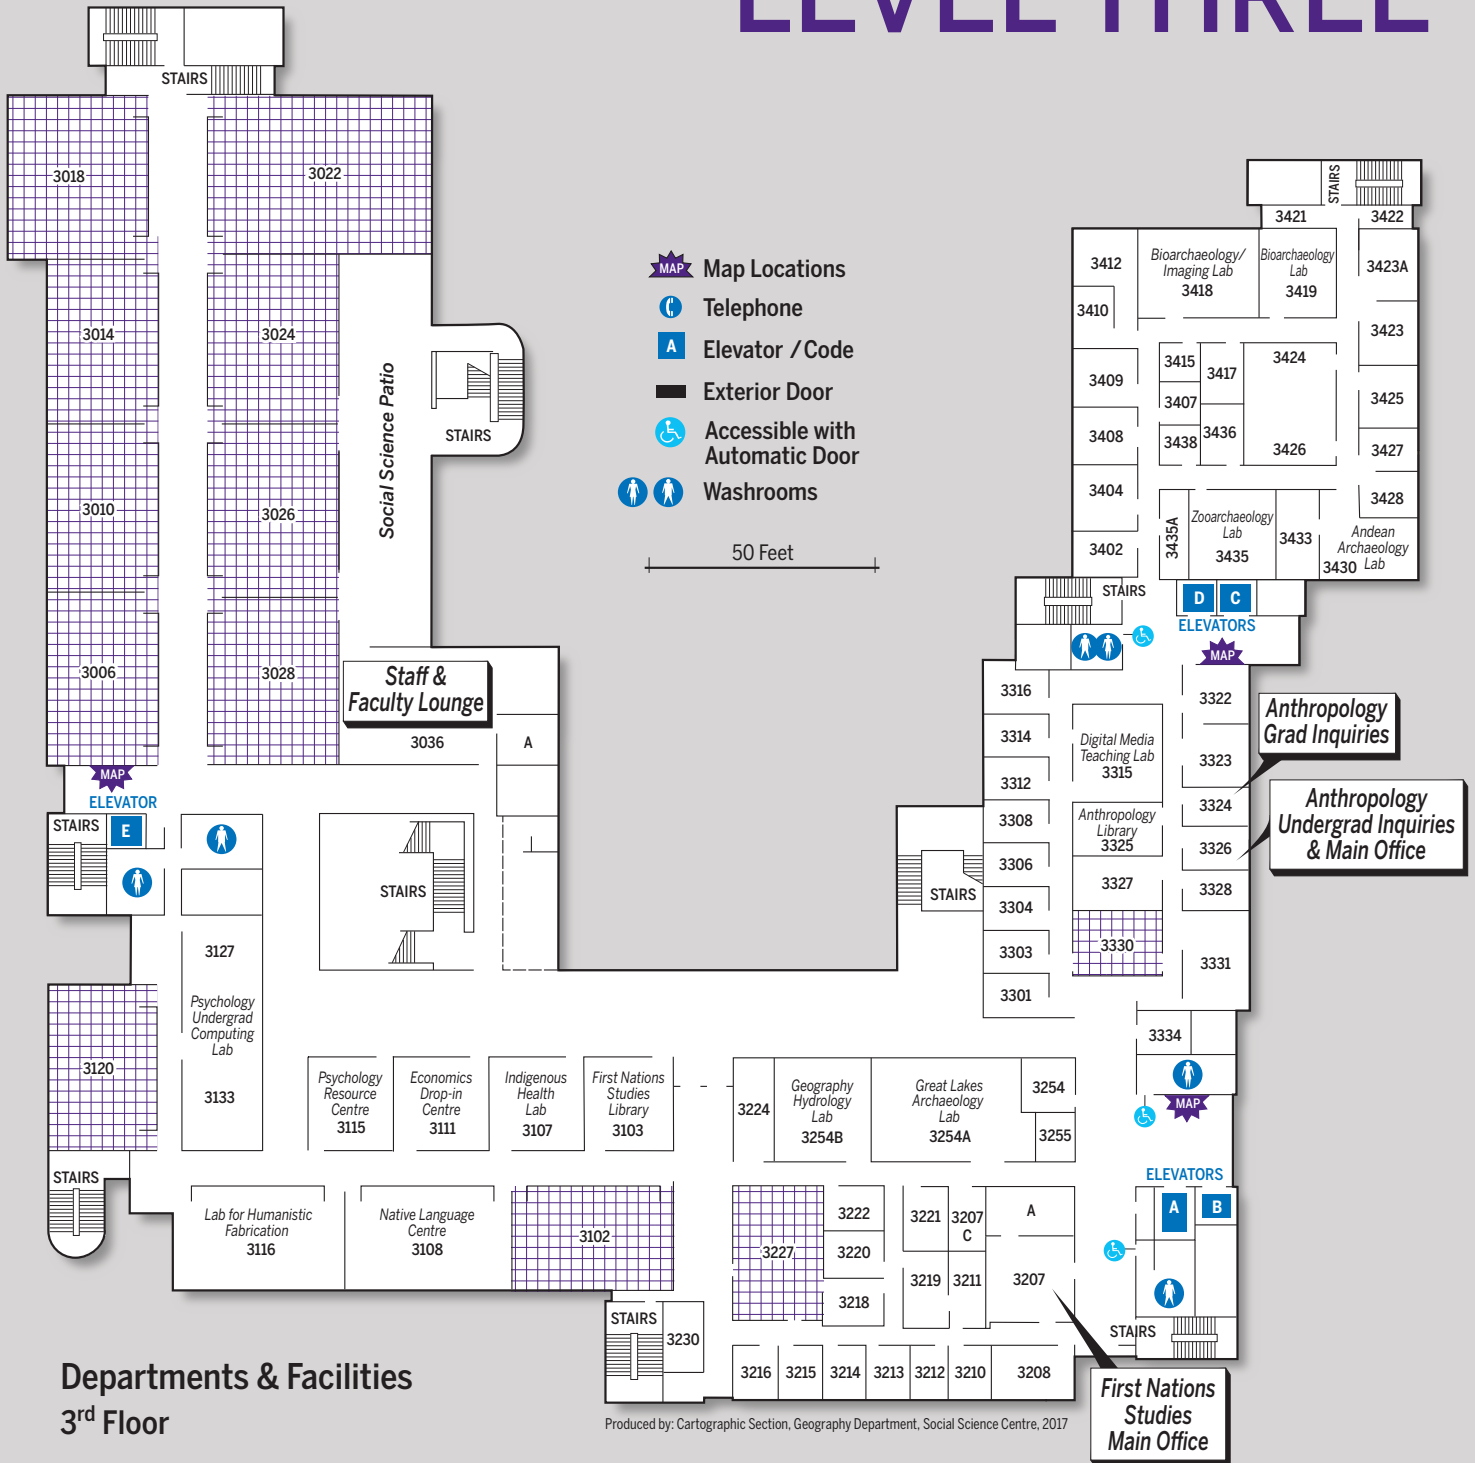 LEVEL THREE
STAIRS
3018
3022
3014
3024
3010
3026
3006
3028
Social Science Patio
STAIRS
Staff &
Faculty Lounge
3036
A
MAP
ELEVATOR
STAIRS
E
STAIRS
MAP Map Locations
Telephone
A Elevator / Code
Exterior Door
Accessible with
Automatic Door
Washrooms
50 Feet
STAIRS
3421
3422
3412
Bioarchaeology/
Imaging Lab
3418
Bioarchaeology
Lab
3419
3423A
3410
3423
3415
3417
3424
3409
3407
3425
3408
3438
3436
3426
3427
3404
3428
3435A
Zooarchaeology
Lab
3435
3433
Andean
Archaeology
Lab
3430
3402
STAIRS
D
C
ELEVATORS
MAP
3316
3322
Anthropology
Grad Inquiries
3314
Digital Media
Teaching Lab
3315
3323
3312
3324
Anthropology
Undergrad Inquiries
& Main Office
3308
Anthropology
Library
3325
3326
3306
3327
3328
STAIRS
3304
3303
3330
3331
3301
3334
MAP
3127
Psychology
Undergrad
Computing
Lab
3133
3120
STAIRS
Psychology
Resource
Centre
3115
Economics
Drop-in
Centre
3111
Indigenous
Health
Lab
3107
First Nations
Studies
Library
3103
3224
Geography
Hydrology
Lab
3254B
Great Lakes
Archaeology
Lab
3254A
3254
3255
ELEVATORS
A
B
Lab for Humanistic
Fabrication
3116
Native Language
Centre
3108
3102
3227
3222
3220
3218
3221
3207
C
A
3219
3211
3207
STAIRS
3230
STAIRS
3216
3215
3214
3213
3212
3210
3208
First Nations
Studies
Main Office
Departments & Facilities
3rd Floor
Produced by: Cartographic Section, Geography Department, Social Science Centre, 2017